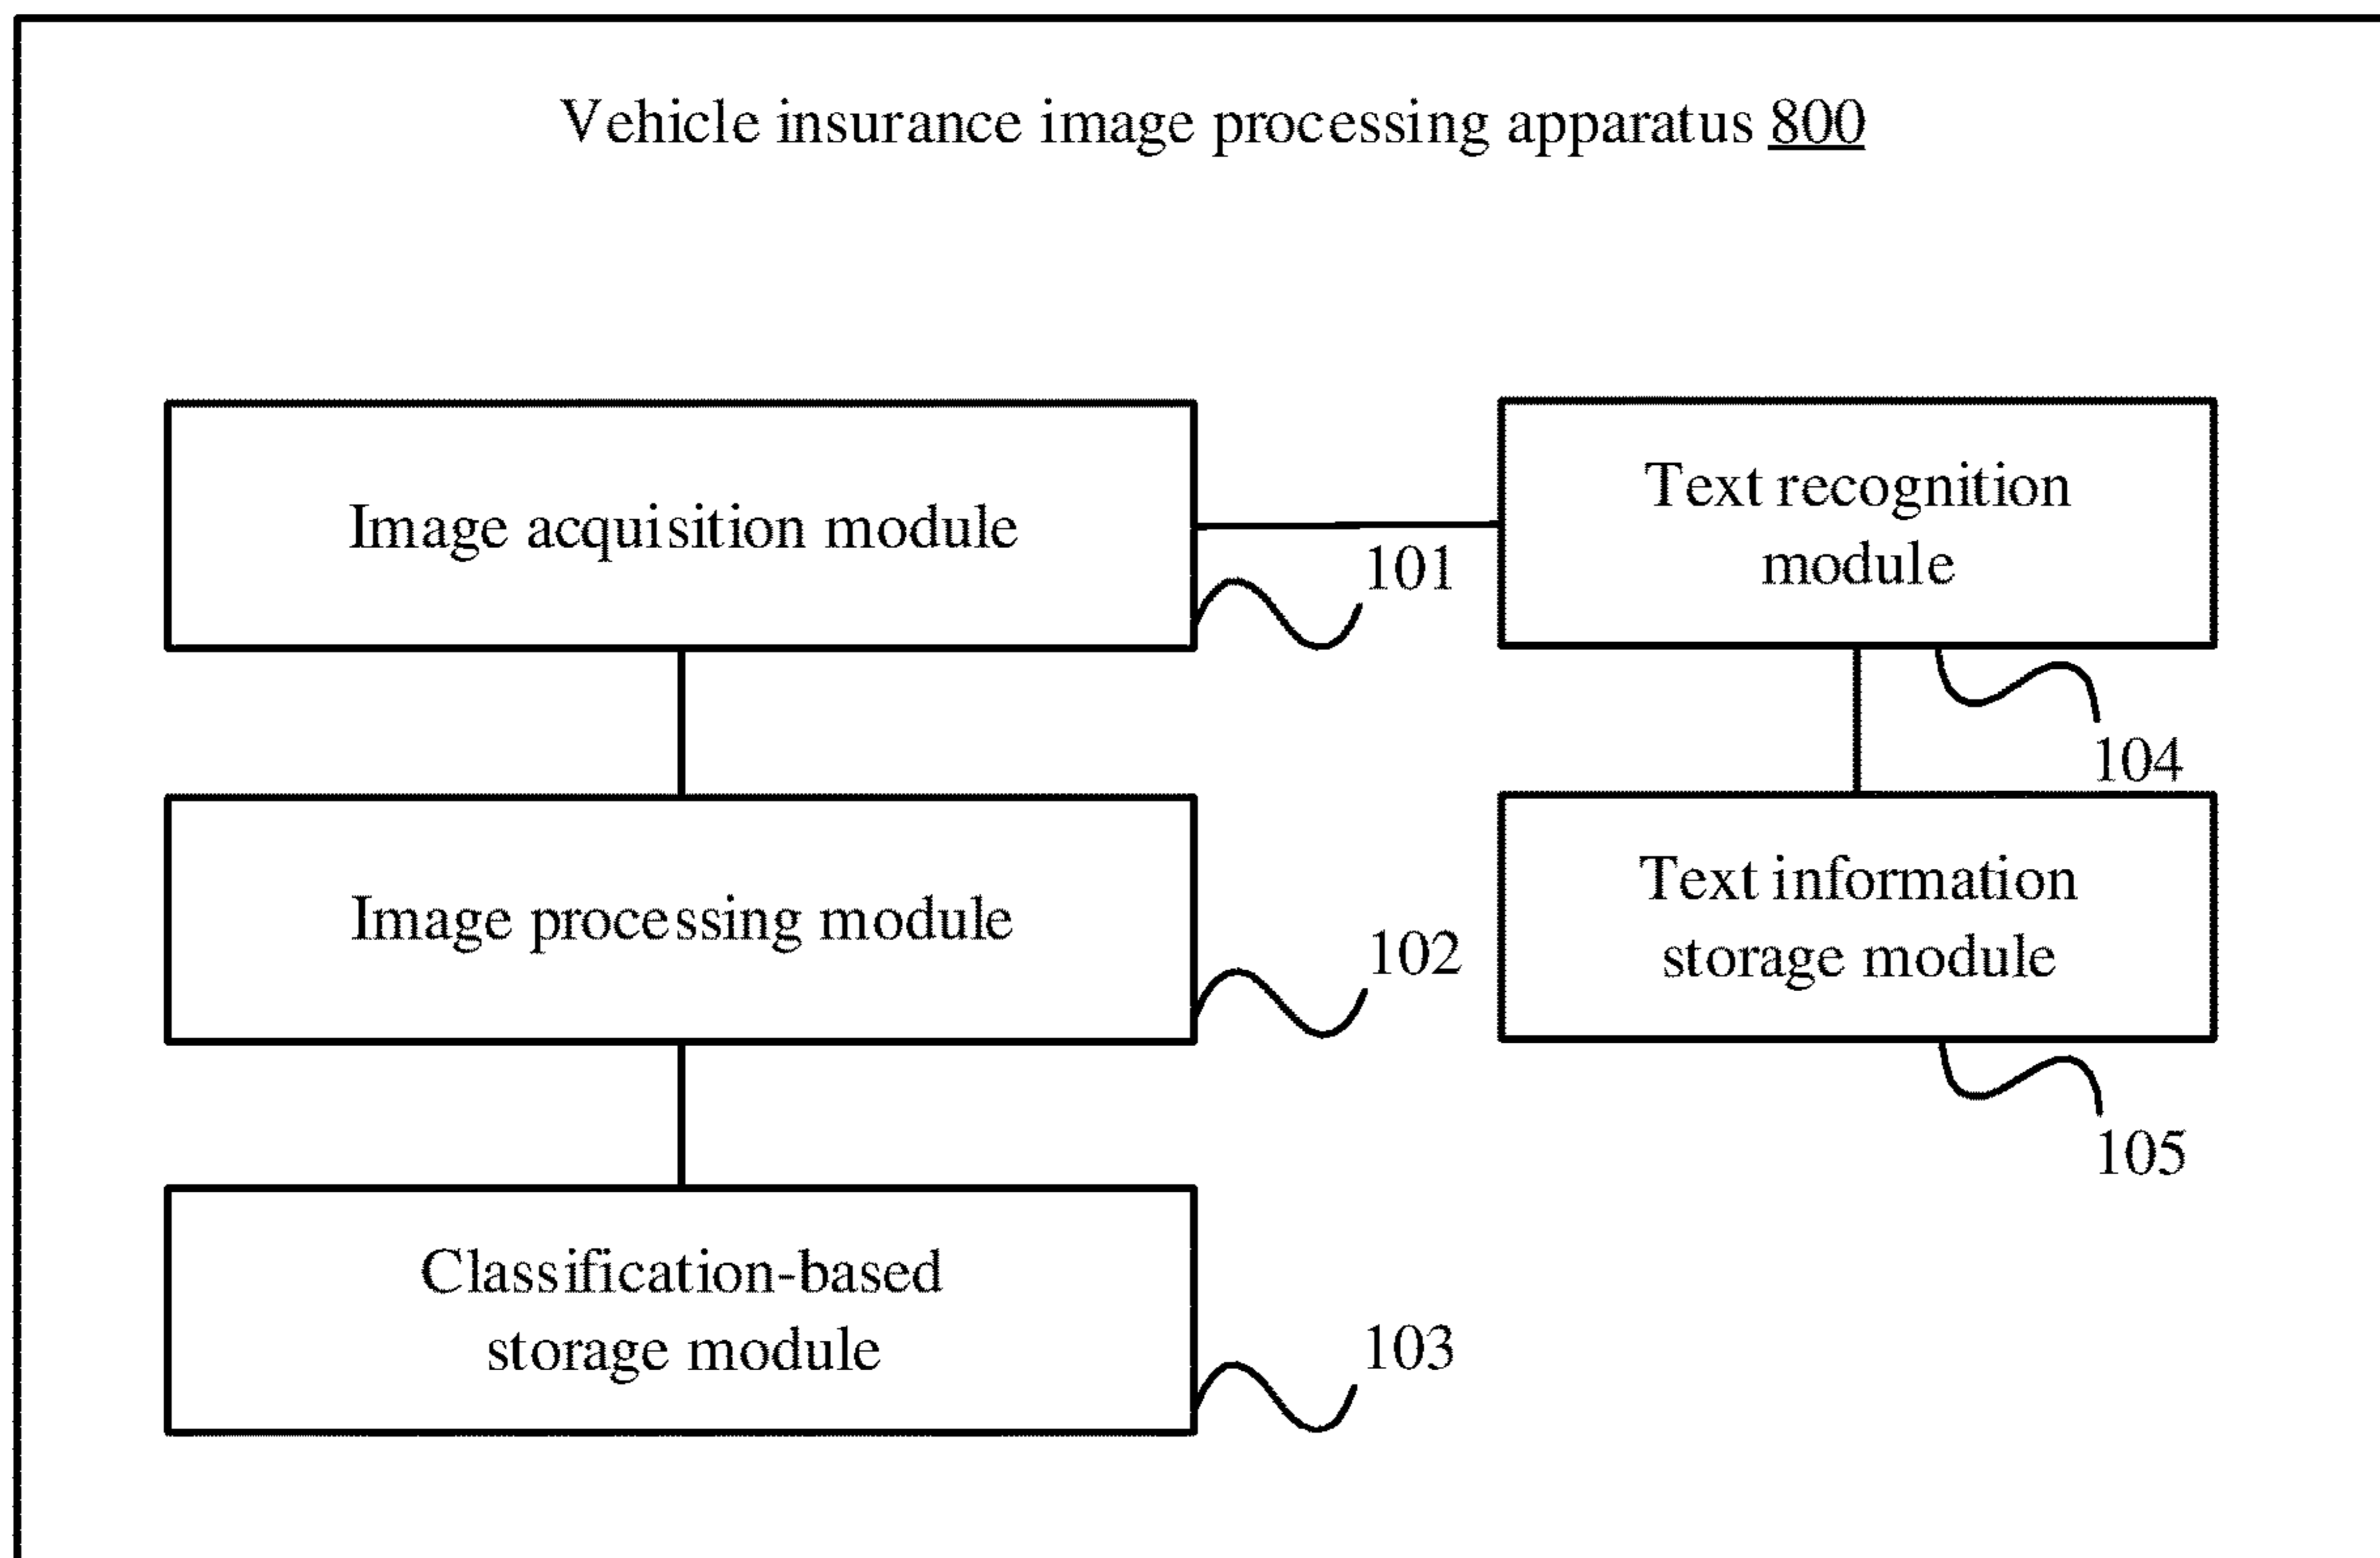 Vehicle insurance image processing apparatus 800
Image acquisition module
101
Text recognition
module
104
Image processing module
102
Text information
storage module
105
Classification-based
storage module
103